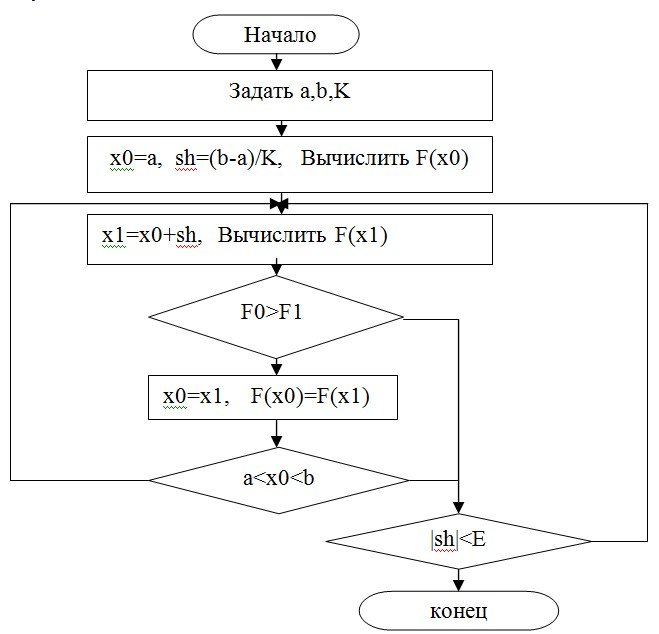 Начало
Задать a,b,K
x0=a, sh=(b-a)/K, Вычислить F(x0)
x1=x0+sh, Вычислить F(x1)
F0>F1
x0=x1, F(x0)=F(x1)
a<x0<b
|sh|<E
конец